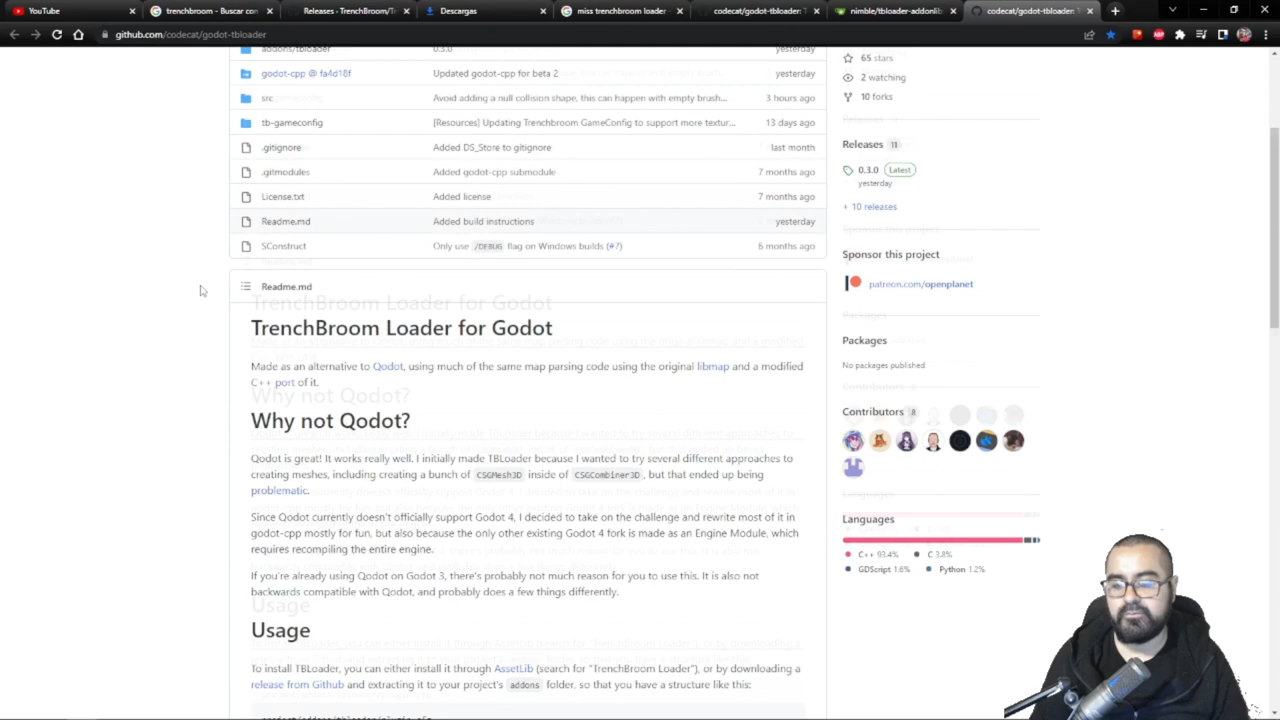 YouTube
trenchbroom - Buscar con
Releases · TrenchBroom/Tr
Descargas
miss trenchbroom loader -
codecat/godot-tbloader: T
nimble/tbloader-addonlib
codecat/godot-tbloader: T
github.com/codecat/godot-tbloader
addons/tbloader
0.3.0
yesterday
godot-cpp @ fa4d18f
Updated godot-cpp for beta 2
yesterday
src
Avoid adding a null collision shape, this can happen with empty brush...
3 hours ago
tb-gameconfig
[Resources] Updating Trenchbroom GameConfig to support more textur...
13 days ago
.gitignore
Added DS_Store to gitignore
last month
.gitmodules
Added godot-cpp submodule
7 months ago
License.txt
Added license
7 months ago
Readme.md
Added build instructions
yesterday
SConstruct
Only use /DEBUG flag on Windows builds (#7)
6 months ago
Readme.md
TrenchBroom Loader for Godot
Made as an alternative to Qodot, using much of the same map parsing code using the original libmap and a modified
C++ port of it.
Why not Qodot?
Qodot is great! It works really well. I initially made TBLoader because I wanted to try several different approaches to
creating meshes, including creating a bunch of CSGMesh3D inside of CSGCombiner3D, but that ended up being
problematic.
Since Qodot currently doesn't officially support Godot 4, I decided to take on the challenge and rewrite most of it in
godot-cpp mostly for fun, but also because the only other existing Godot 4 fork is made as an Engine Module, which
requires recompiling the entire engine.
If you're already using Qodot on Godot 3, there's probably not much reason for you to use this. It is also not
backwards compatible with Qodot, and probably does a few things differently.
Usage
To install TBLoader, you can either install it through AssetLib (search for "TrenchBroom Loader"), or by downloading a
release from Github and extracting it to your project's addons folder, so that you have a structure like this:
65 stars
2 watching
10 forks
Releases 11
0.3.0 Latest
yesterday
+ 10 releases
Sponsor this project
patreon.com/openplanet
Packages
No packages published
Contributors 8
Languages
C++ 93.4%
C 3.8%
GDScript 1.6%
Python 1.2%